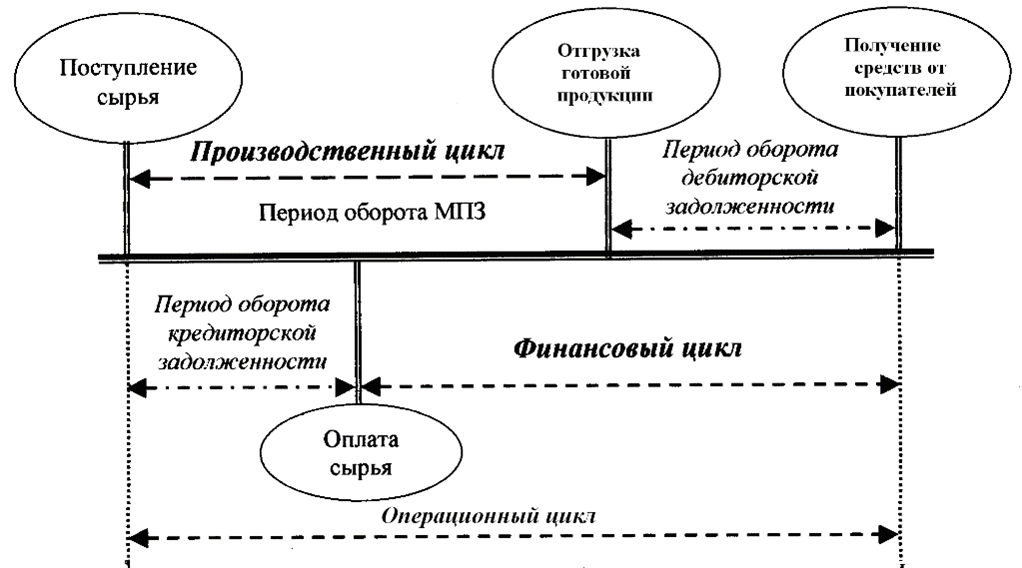 Поступление
сырья
Отгрузка
готовой
продукции
Получение
средств от
покупателей
Производственный цикл
Период оборота МПЗ
Период оборота
дебиторской
задолженности
Период оборота
кредиторской
задолженности
Финансовый цикл
Оплата
сырья
Операционный цикл